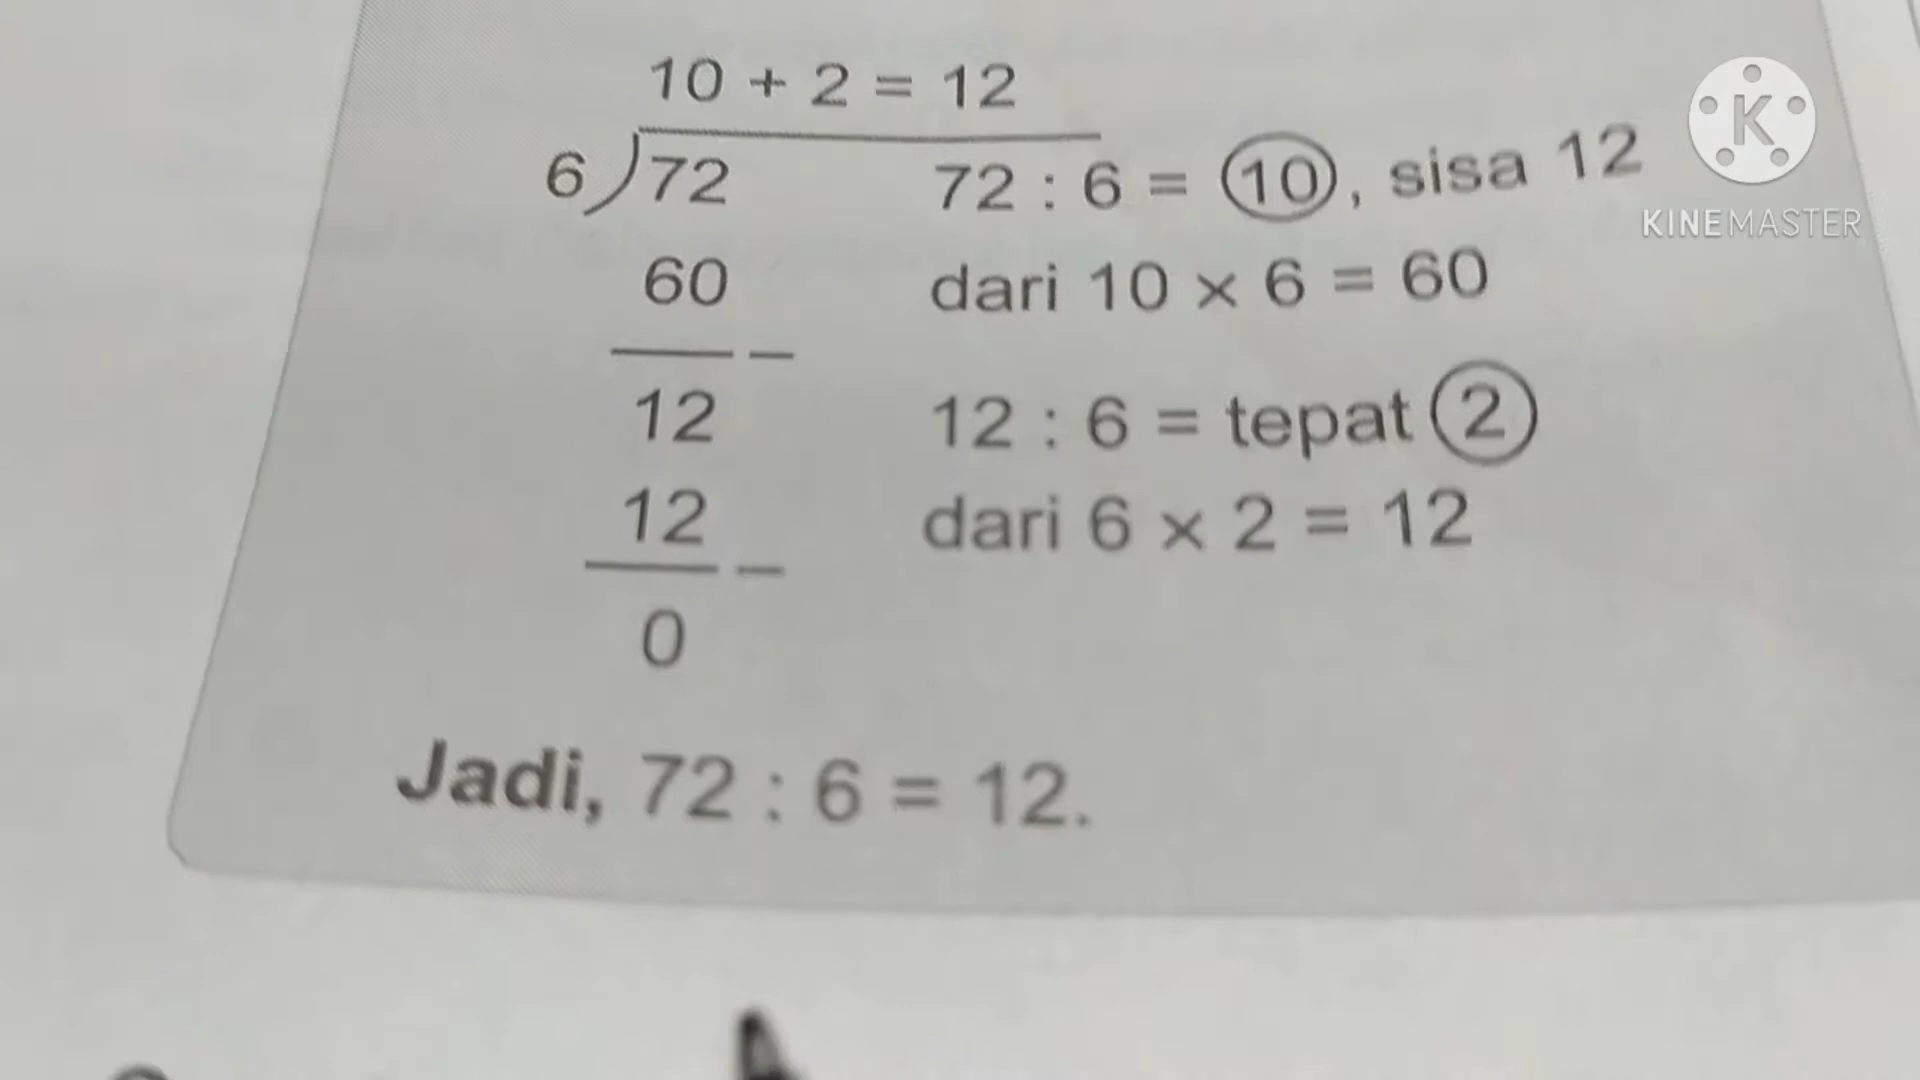 10 + 2 = 12
6 ) 72 72 : 6 = 10, sisa 12
60 dari 10 × 6 = 60
–
12 12 : 6 = tepat 2
12 dari 6 × 2 = 12
–
0
Jadi, 72 : 6 = 12.
K
KINEMASTER